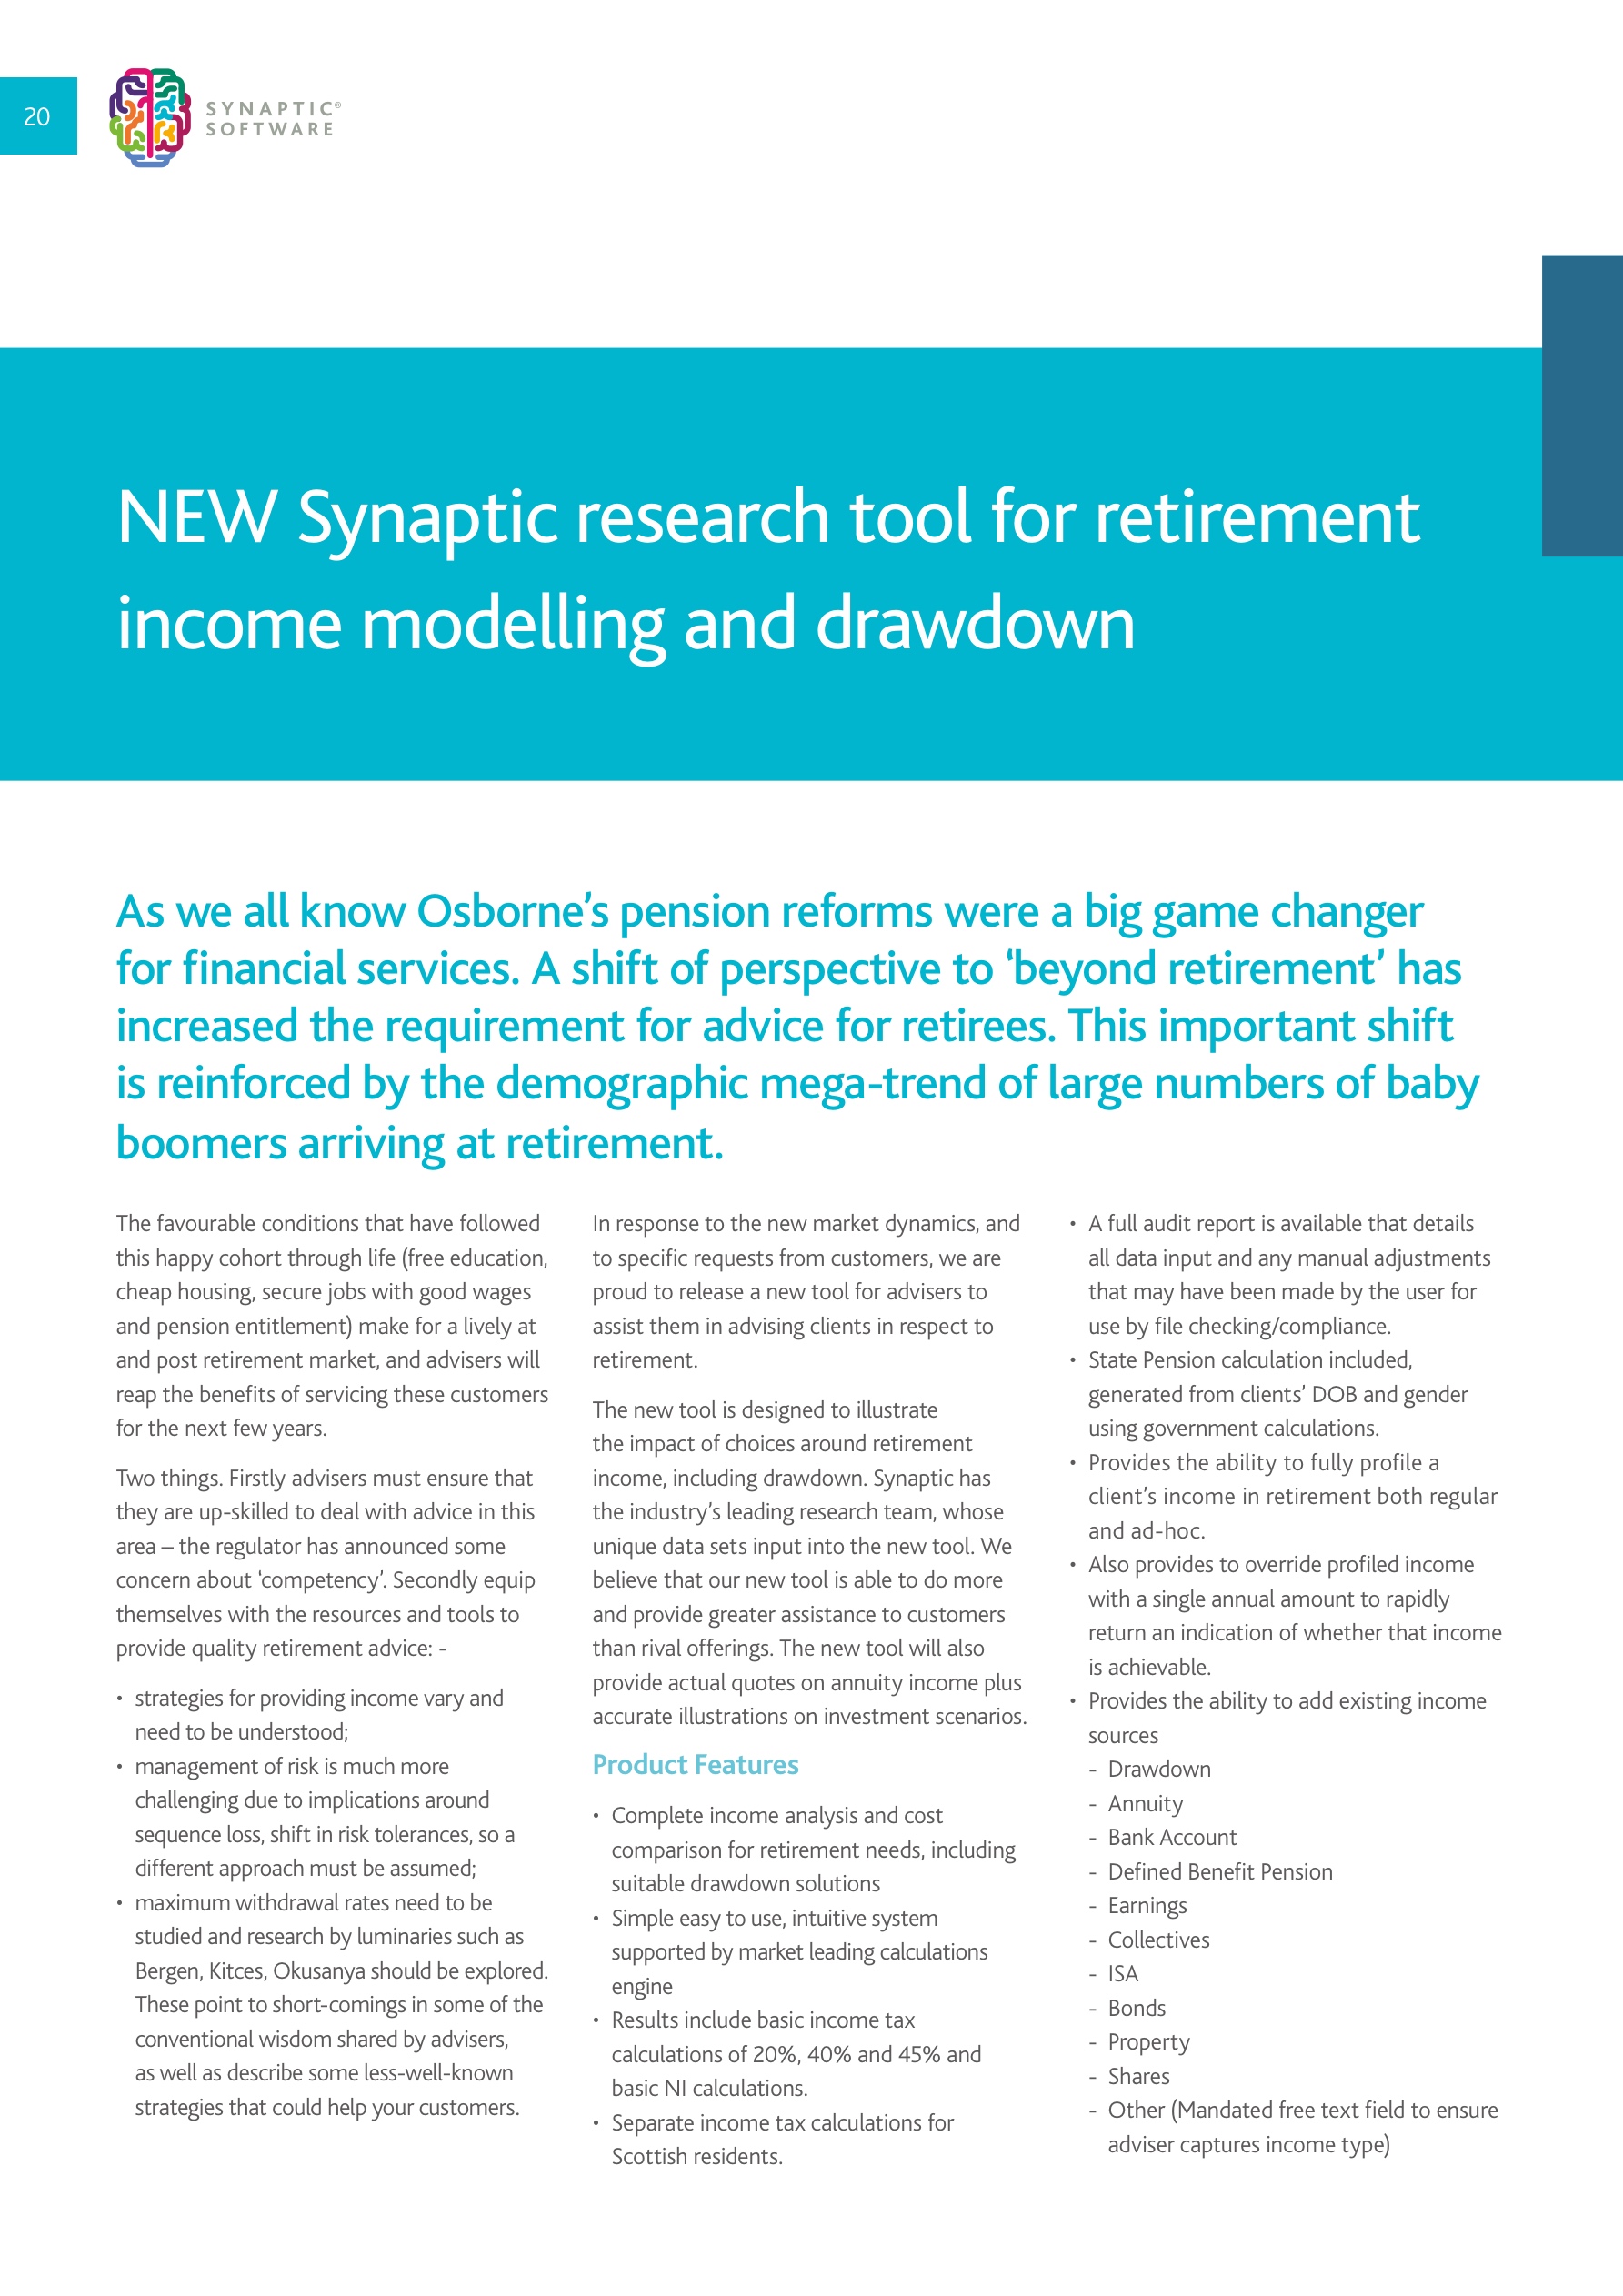 20
SYNAPTIC®
SOFTWARE
NEW Synaptic research tool for retirement
income modelling and drawdown
As we all know Osborne’s pension reforms were a big game changer
for financial services. A shift of perspective to ‘beyond retirement’ has
increased the requirement for advice for retirees. This important shift
is reinforced by the demographic mega-trend of large numbers of baby
boomers arriving at retirement.
The favourable conditions that have followed
this happy cohort through life (free education,
cheap housing, secure jobs with good wages
and pension entitlement) make for a lively at
and post retirement market, and advisers will
reap the benefits of servicing these customers
for the next few years.
Two things. Firstly advisers must ensure that
they are up-skilled to deal with advice in this
area – the regulator has announced some
concern about ‘competency’. Secondly equip
themselves with the resources and tools to
provide quality retirement advice: -
• strategies for providing income vary and
need to be understood;
• management of risk is much more
challenging due to implications around
sequence loss, shift in risk tolerances, so a
different approach must be assumed;
• maximum withdrawal rates need to be
studied and research by luminaries such as
Bergen, Kitces, Okusanya should be explored.
These point to short-comings in some of the
conventional wisdom shared by advisers,
as well as describe some less-well-known
strategies that could help your customers.
In response to the new market dynamics, and
to specific requests from customers, we are
proud to release a new tool for advisers to
assist them in advising clients in respect to
retirement.
The new tool is designed to illustrate
the impact of choices around retirement
income, including drawdown. Synaptic has
the industry’s leading research team, whose
unique data sets input into the new tool. We
believe that our new tool is able to do more
and provide greater assistance to customers
than rival offerings. The new tool will also
provide actual quotes on annuity income plus
accurate illustrations on investment scenarios.
Product Features
• Complete income analysis and cost
comparison for retirement needs, including
suitable drawdown solutions
• Simple easy to use, intuitive system
supported by market leading calculations
engine
• Results include basic income tax
calculations of 20%, 40% and 45% and
basic NI calculations.
• Separate income tax calculations for
Scottish residents.
• A full audit report is available that details
all data input and any manual adjustments
that may have been made by the user for
use by file checking/compliance.
• State Pension calculation included,
generated from clients’ DOB and gender
using government calculations.
• Provides the ability to fully profile a
client’s income in retirement both regular
and ad-hoc.
• Also provides to override profiled income
with a single annual amount to rapidly
return an indication of whether that income
is achievable.
• Provides the ability to add existing income
sources
- Drawdown
- Annuity
- Bank Account
- Defined Benefit Pension
- Earnings
- Collectives
- ISA
- Bonds
- Property
- Shares
- Other (Mandated free text field to ensure
adviser captures income type)